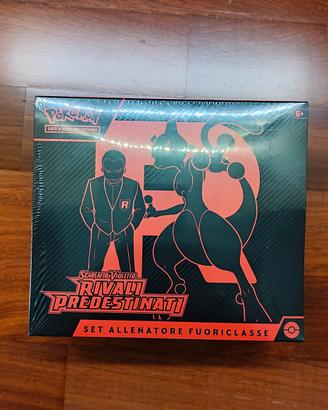 POKÉMON
6+
R
SCARLATTO E VIOLETTO
RIVALI
PREDESTINATI
SET ALLENATORE FUORICLASSE